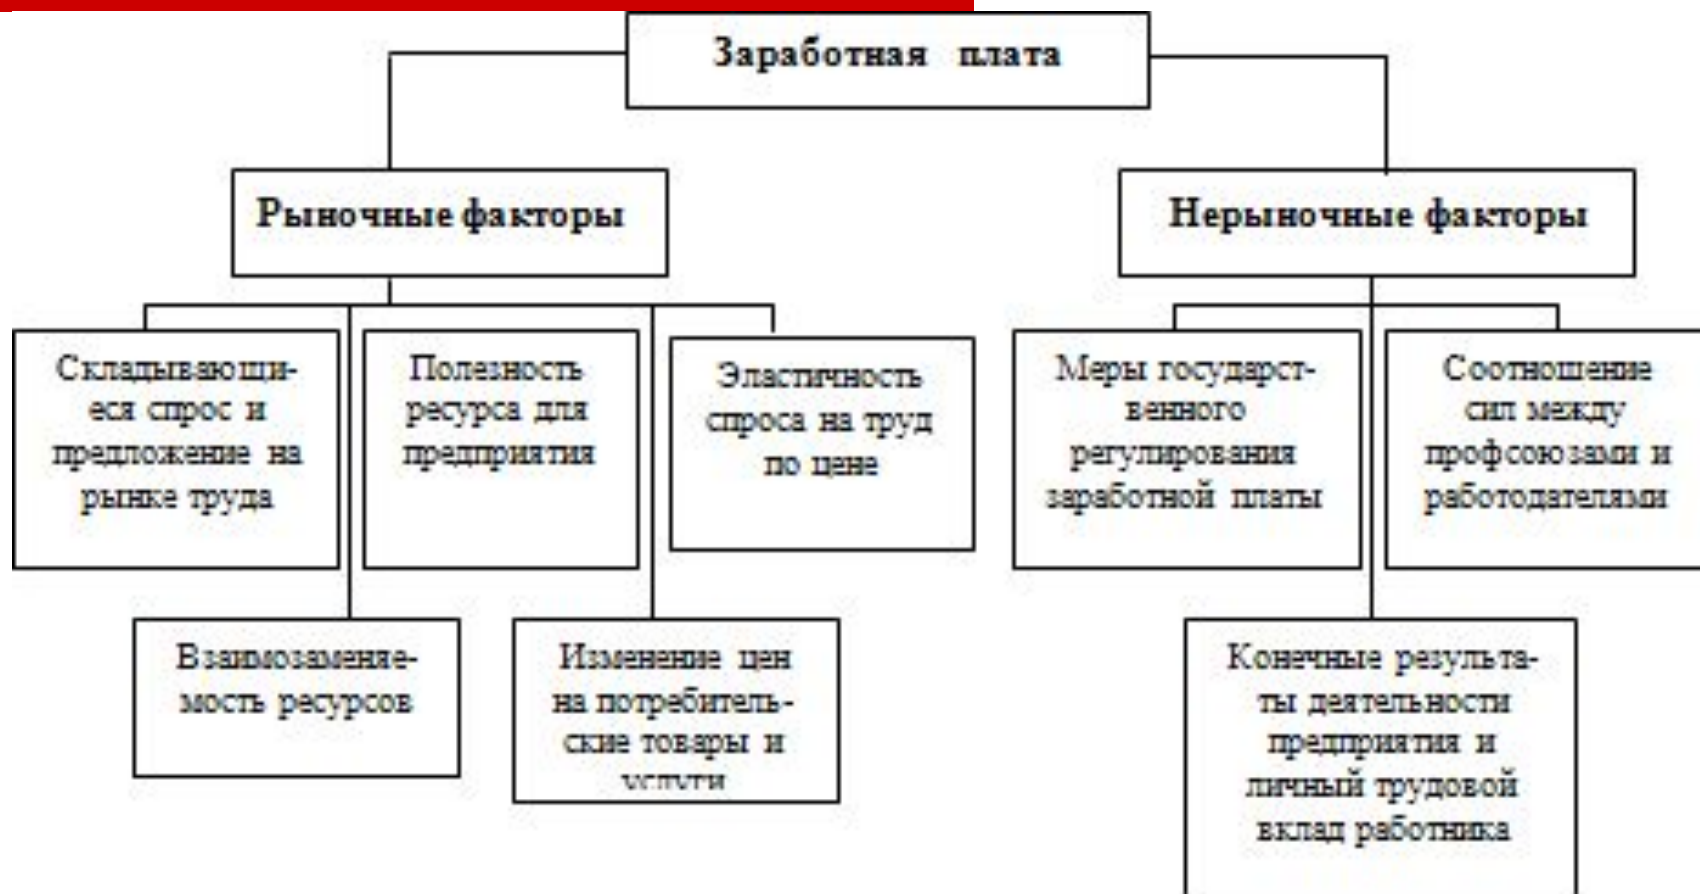 Заработная плата
Рыночные факторы
Нерыночные факторы
Складывающи-
еся спрос и
предложение на
рынке труда
Полезность
ресурса для
предприятия
Эластичность
спроса на труд
по цене
Меры государст-
венного
регулирования
заработной платы
Соотношение
сил между
профсоюзами и
работодателями
Взаимозаменяе-
мость ресурсов
Изменение цен
на потребитель-
ские товары и
услуги
Конечные результа-
ты деятельности
предприятия и
личный трудовой
вклад работника